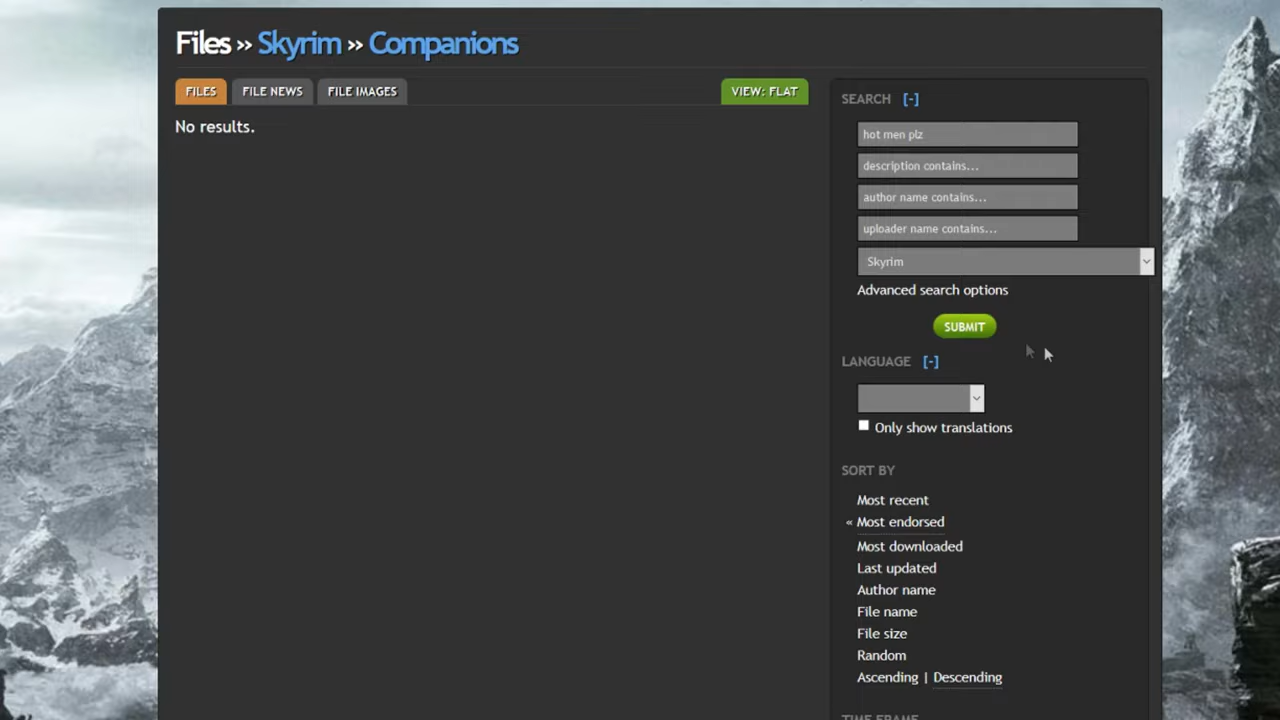 Files » Skyrim » Companions
FILES
FILE NEWS
FILE IMAGES
VIEW: FLAT
No results.
SEARCH [-]
hot men plz
description contains...
author name contains...
uploader name contains...
Skyrim
Advanced search options
SUBMIT
LANGUAGE [-]
Only show translations
SORT BY
Most recent
« Most endorsed
Most downloaded
Last updated
Author name
File name
File size
Random
Ascending | Descending
TIME FRAME